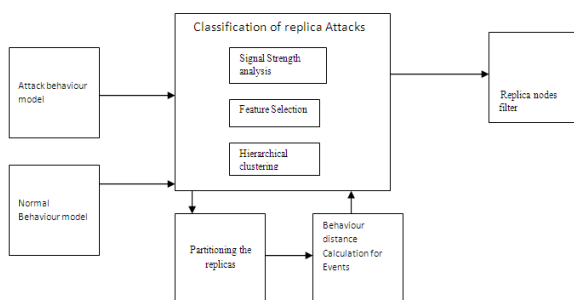 Classification of replica Attacks
Signal Strength
analysis
Feature Selection
Hierarchical
clustering
Attack behaviour
model
Replica nodes
filter
Normal
Behaviour model
Partitioning the
replicas
Behaviour
distance
Calculation for
Events